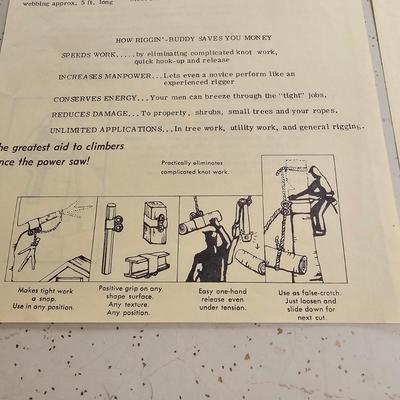 webbing approx. 5 ft. long
HOW RIGGIN'-BUDDY SAVES YOU MONEY
SPEEDS WORK.....by eliminating complicated knot work,
quick hook-up and release
INCREASES MANPOWER...Lets even a novice perform like an
experienced rigger
CONSERVES ENERGY...Your men can breeze through the "tight" jobs.
REDUCES DAMAGE...To property, shrubs, small trees and your ropes.
UNLIMITED APPLICATIONS...In tree work, utility work, and general rigging.
he greatest aid to climbers
nce the power saw!
Practically eliminates
complicated knot work.
Makes tight work
a snap.
Use in any position.
Positive grip on any
shape surface.
Any texture.
Any position.
Easy one-hand
release even
under tension.
Use as false-crotch.
Just loosen and
slide down for
next cut.